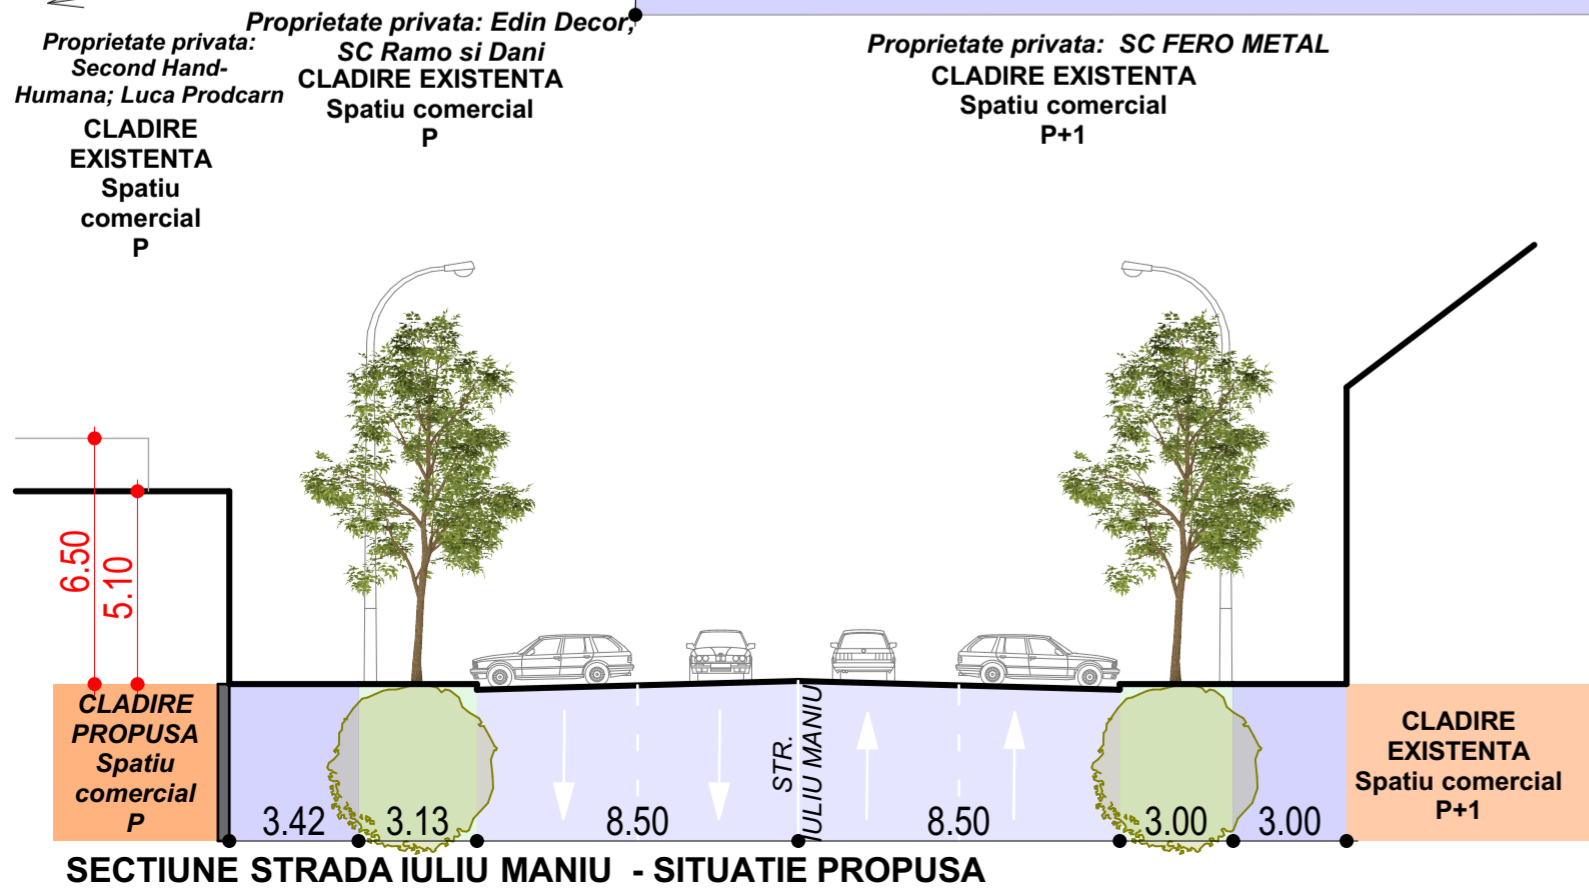 Proprietate privata:
Second Hand-
Humana; Luca Prodcarn
CLADIRE
EXISTENTA
Spatiu
comercial
P
Proprietate privata: Edin Decor,
SC Ramo si Dani
CLADIRE EXISTENTA
Spatiu comercial
P
Proprietate privata: SC FERO METAL
CLADIRE EXISTENTA
Spatiu comercial
P+1
6.50
5.10
CLADIRE
PROPUSA
Spatiu
comercial
P
3.42
3.13
8.50
STR.
IULIU MANIU
8.50
3.00
3.00
CLADIRE
EXISTENTA
Spatiu comercial
P+1
SECTIUNE STRADA IULIU MANIU - SITUATIE PROPUSA